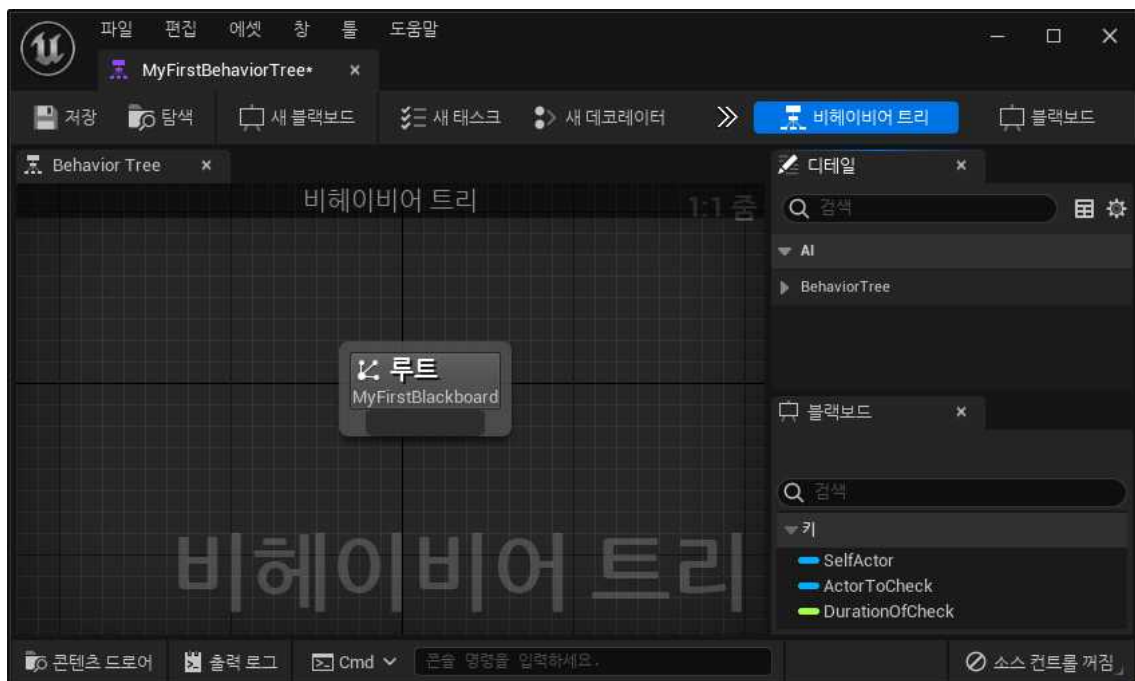 파일 편집 에셋 창 툴 도움말
MyFirstBehaviorTree*
저장 탐색 새 블랙보드 새 태스크 새 데코레이터 비헤이비어 트리 블랙보드
Behavior Tree
비헤이비어 트리
1:1 줌
루트
MyFirstBlackboard
비헤이비어 트리
디테일
검색
AI
BehaviorTree
블랙보드
검색
키
SelfActor
ActorToCheck
DurationOfCheck
콘텐츠 드로어 출력 로그 Cmd 콘솔 명령을 입력하세요. 소스 컨트롤 꺼짐